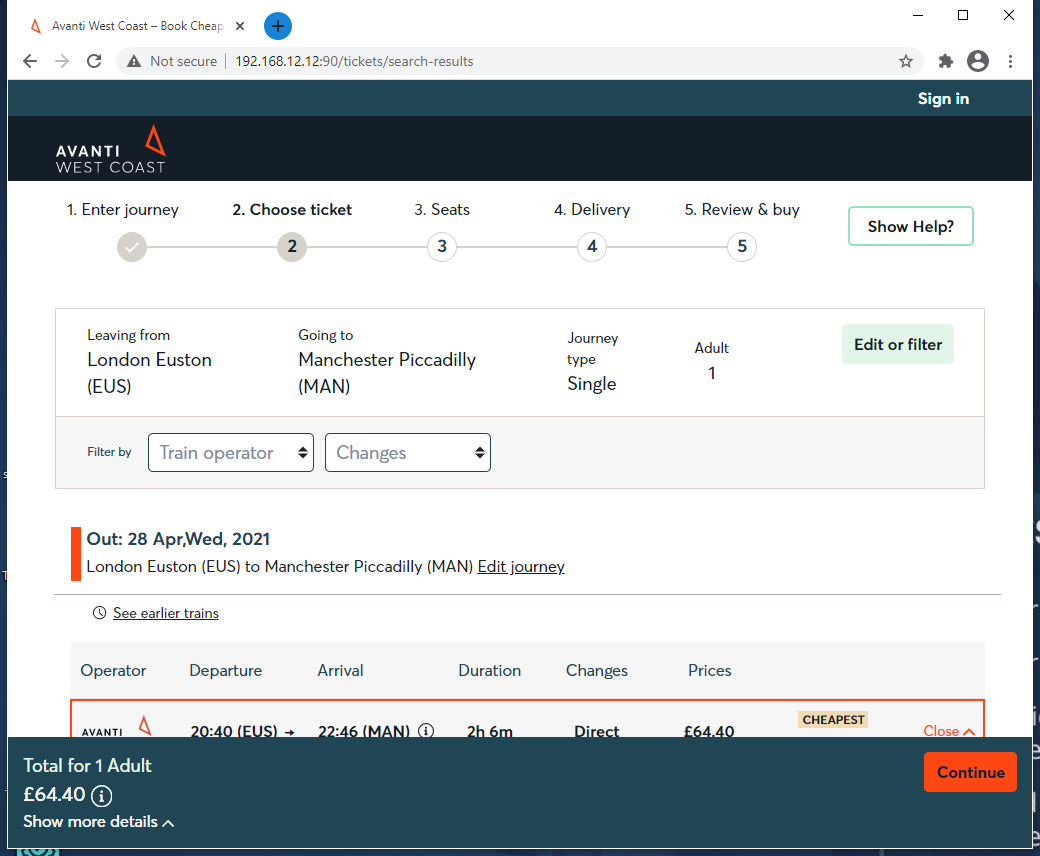 Avanti West Coast – Book Cheap
Not secure
192.168.12.12:90/tickets/search-results
Sign in
AVANTI
WEST COAST
1. Enter journey
2. Choose ticket
3. Seats
4. Delivery
5. Review & buy
2
3
4
5
Show Help?
Leaving from
London Euston
(EUS)
Going to
Manchester Piccadilly
(MAN)
Journey
type
Single
Adult
1
Edit or filter
Filter by
Train operator
Changes
Out: 28 Apr,Wed, 2021
London Euston (EUS) to Manchester Piccadilly (MAN) Edit journey
See earlier trains
Operator Departure Arrival Duration Changes Prices
AVANTI 20:40 (EUS) → 22:46 (MAN) 2h 6m Direct £64.40 CHEAPEST Close
Total for 1 Adult
£64.40
Show more details
Continue